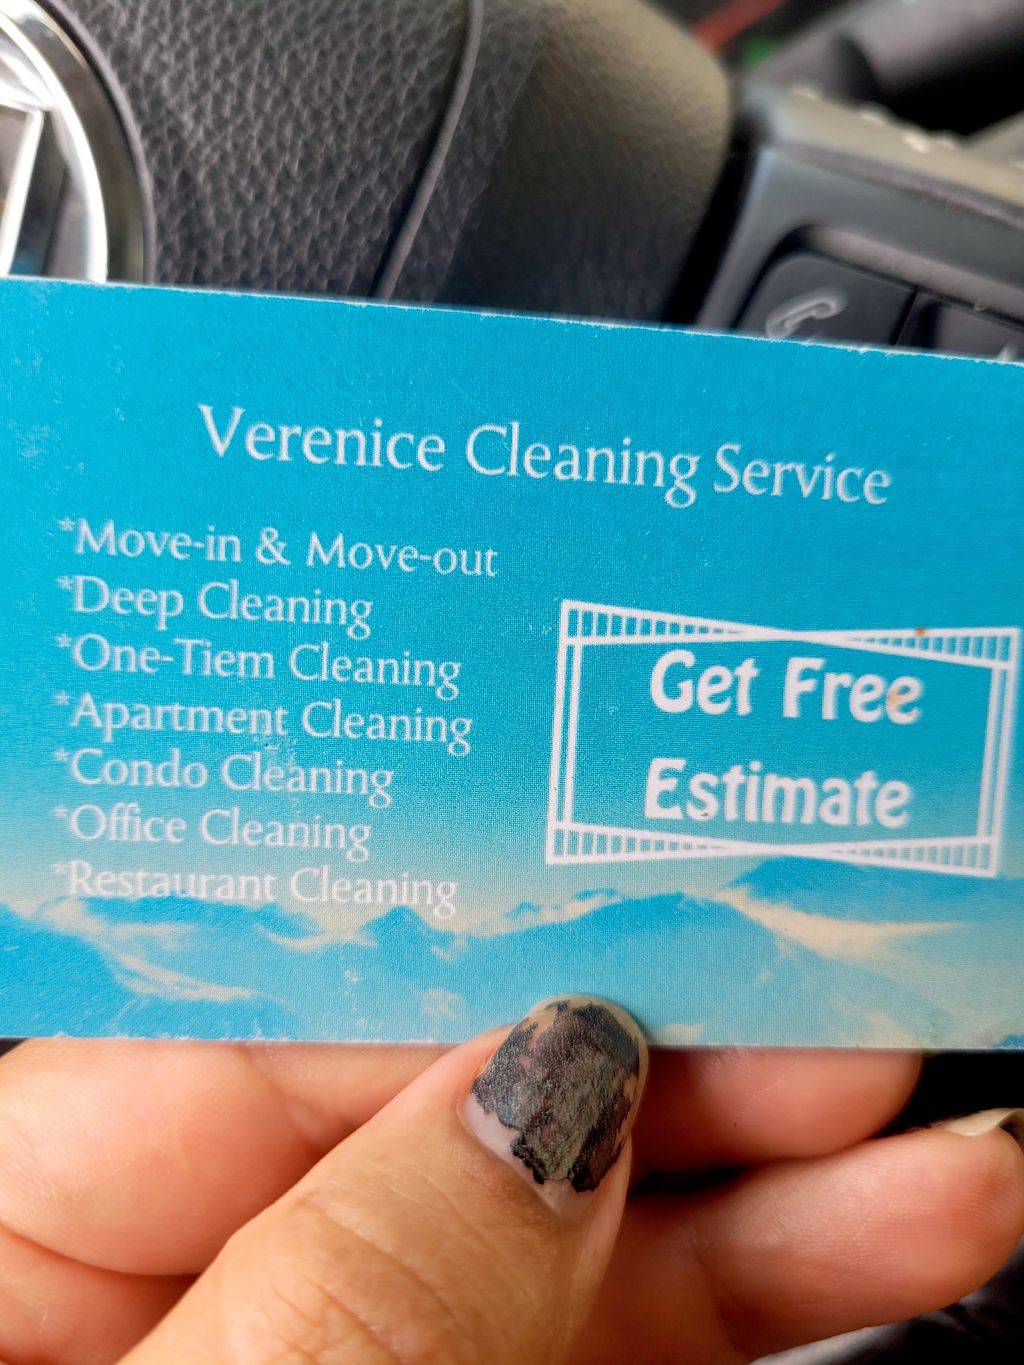 Verenice Cleaning Service
*Move-in & Move-out
*Deep Cleaning
*One-Tiem Cleaning
*Apartment Cleaning
*Condo Cleaning
*Office Cleaning
*Restaurant Cleaning
Get Free
Estimate